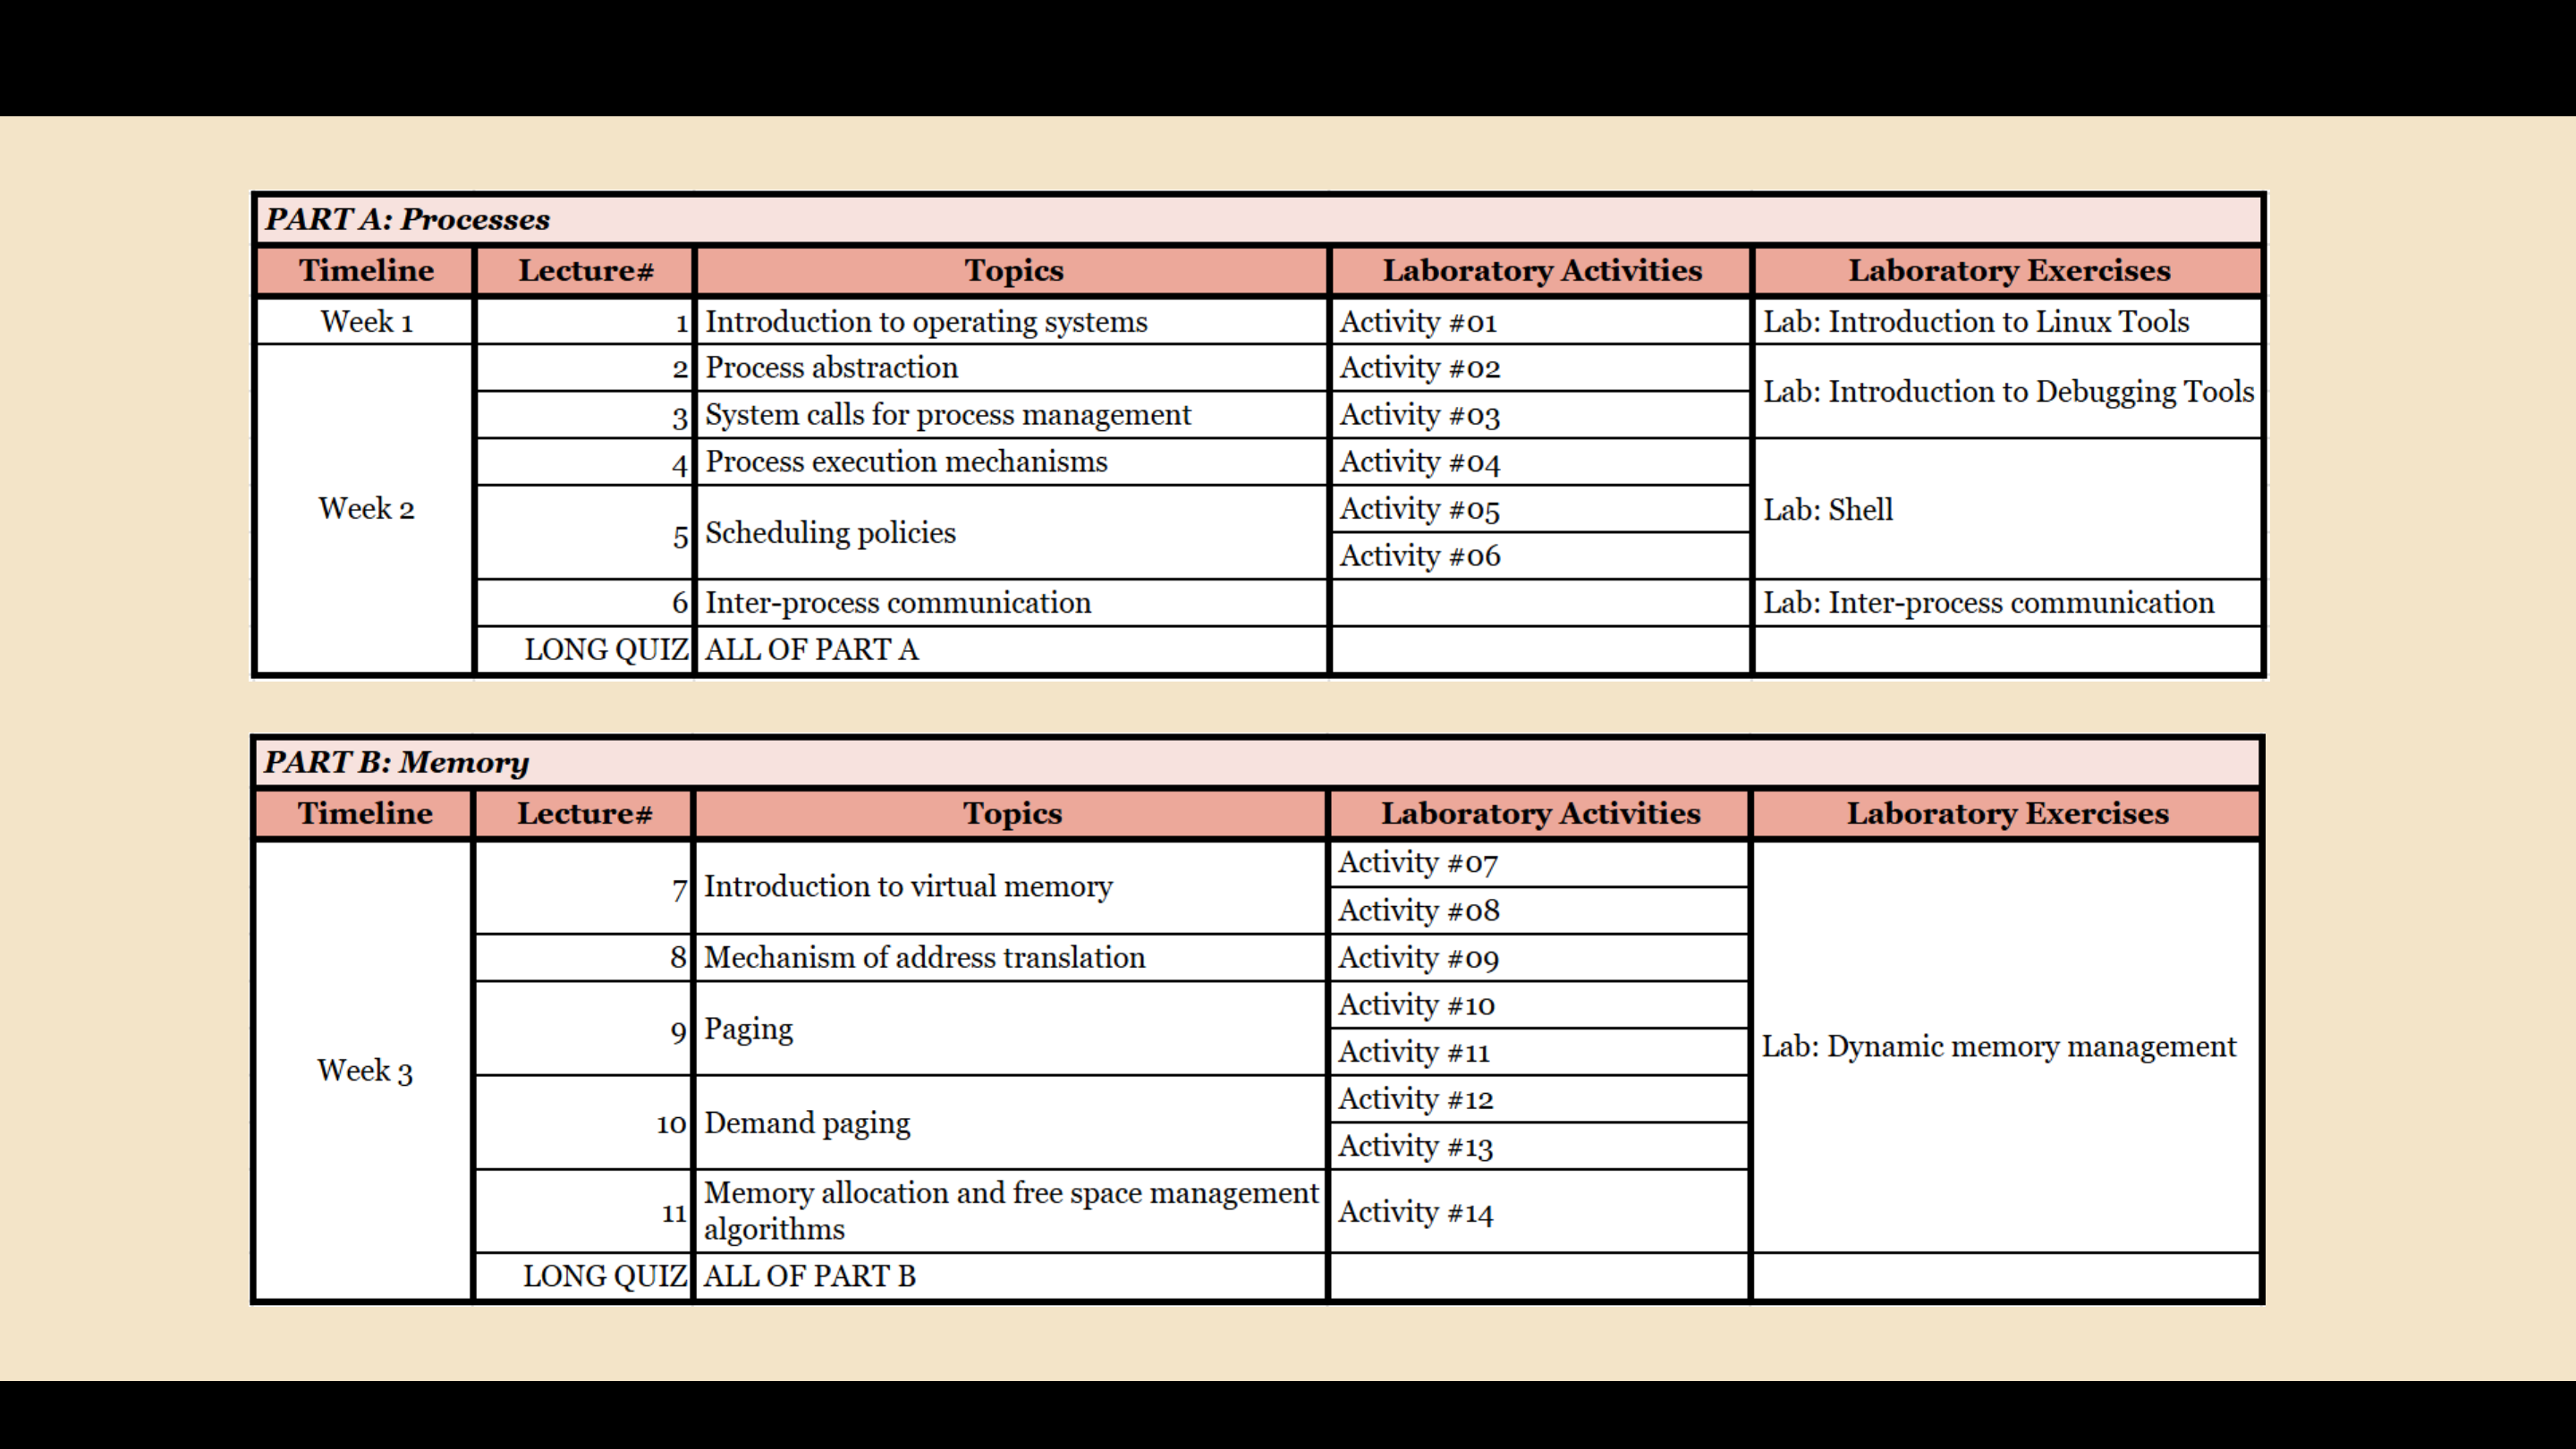 PART A: Processes
Timeline Lecture# Topics Laboratory Activities Laboratory Exercises
Week 1 1 Introduction to operating systems Activity #01 Lab: Introduction to Linux Tools
Week 2 2 Process abstraction Activity #02 Lab: Introduction to Debugging Tools
3 System calls for process management Activity #03
4 Process execution mechanisms Activity #04 Lab: Shell
5 Scheduling policies Activity #05
Activity #06
6 Inter-process communication Lab: Inter-process communication
LONG QUIZ ALL OF PART A
PART B: Memory
Timeline Lecture# Topics Laboratory Activities Laboratory Exercises
Week 3 7 Introduction to virtual memory Activity #07 Lab: Dynamic memory management
Activity #08
8 Mechanism of address translation Activity #09
9 Paging Activity #10
Activity #11
10 Demand paging Activity #12
Activity #13
11 Memory allocation and free space management
algorithms Activity #14
LONG QUIZ ALL OF PART B